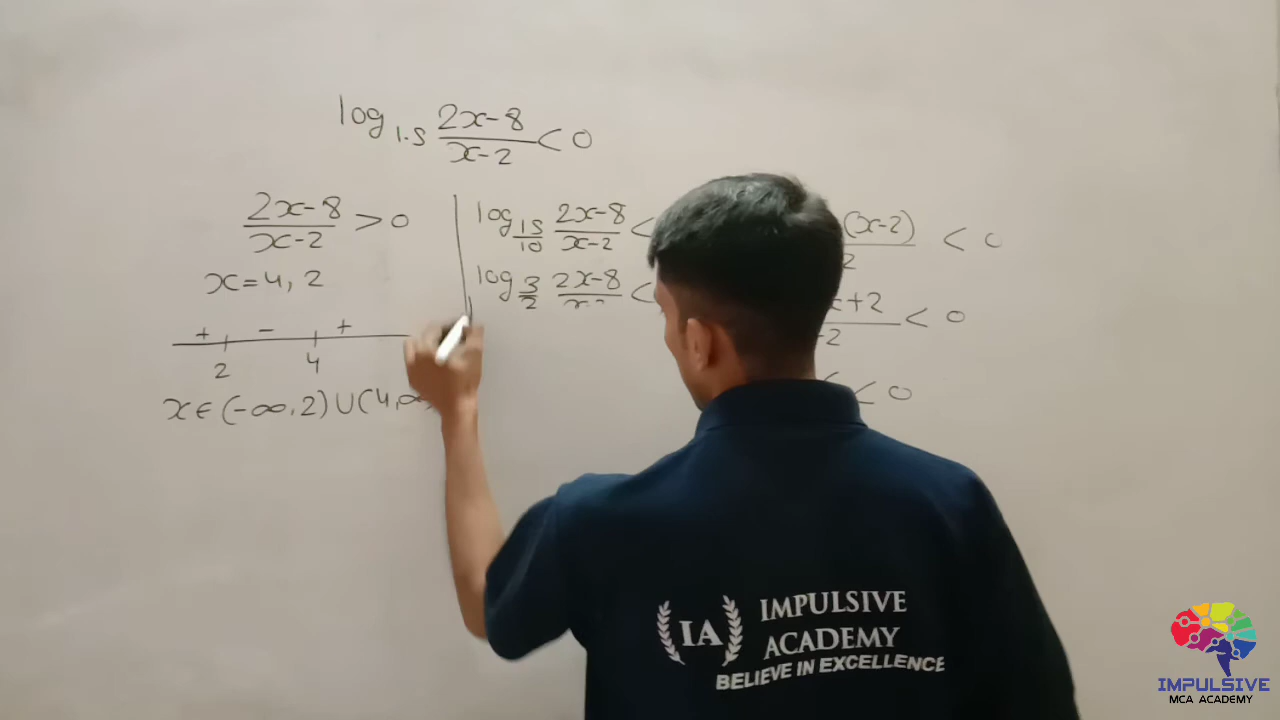 log 1.5 2x-8/x-2 < 0
2x-8/x-2 > 0
x=4, 2
+ - +
2 4
x∈(-∞,2)∪(4,∞
log 15/10 2x-8/x-2 <
log 3/2 2x-8/x-2 <
(x-2)/2 < 0
x+2/-2 < 0
< 0
IA IMPULSIVE
ACADEMY
BELIEVE IN EXCELLENCE
IMPULSIVE
MCA ACADEMY